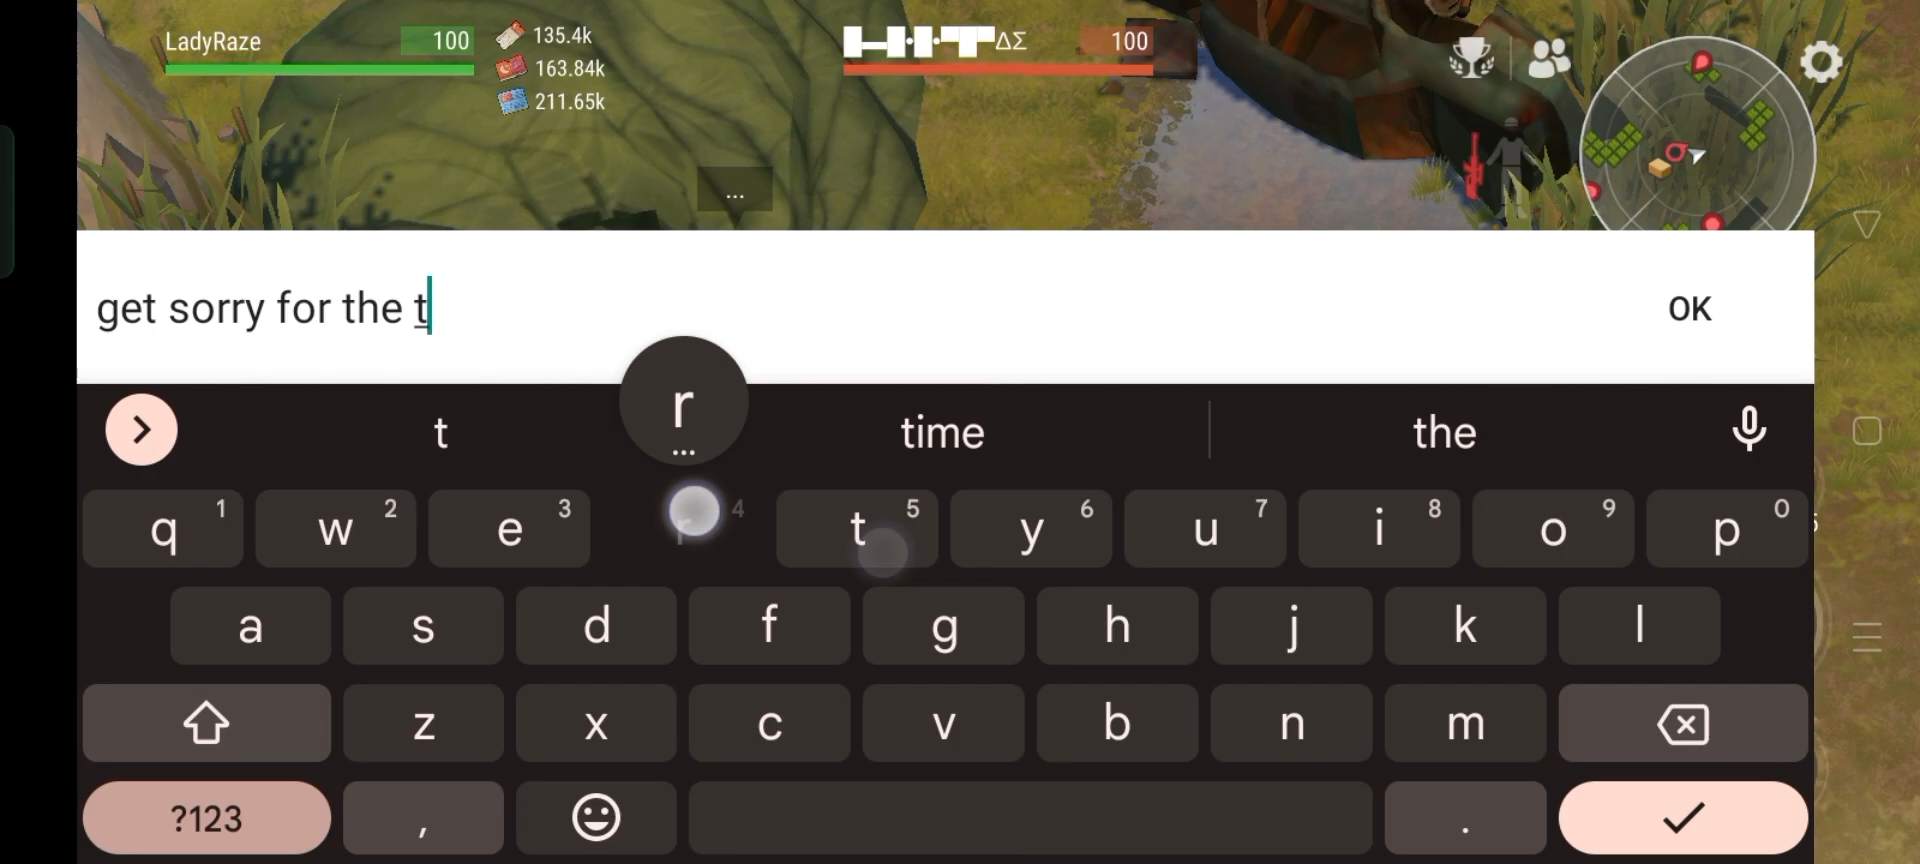 LadyRaze 100
135.4k
163.84k
211.65k
ΔΣ 100
...
get sorry for the t
OK
t
r
...
time
the
q 1 w 2 e 3 r 4 t 5 y 6 u 7 i 8 o 9 p 0
a s d f g h j k l
z x c v b n m
?123 , .